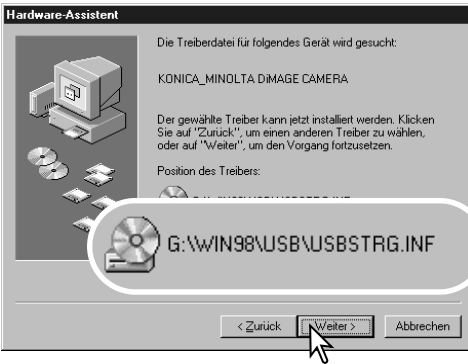 Hardware-Assistent
Die Treiberdatei für folgendes Gerät wird gesucht:
KONICA_MINOLTA DiMAGE CAMERA
Der gewählte Treiber kann jetzt installiert werden. Klicken
Sie auf "Zurück", um einen anderen Treiber zu wählen,
oder auf "Weiter", um den Vorgang fortzusetzen.
Position des Treibers:
G:\WIN98\USB\USBSTRG.INF
< Zurück
Weiter >
Abbrechen